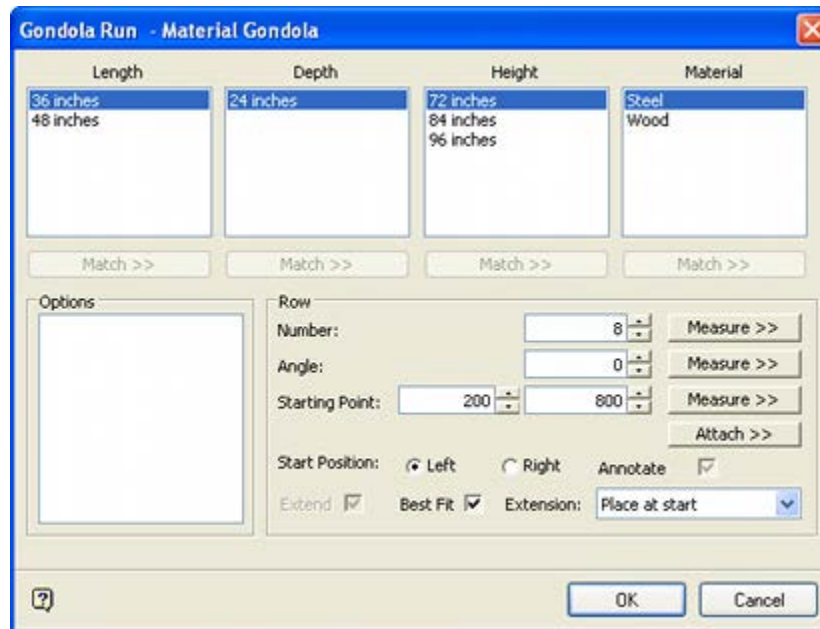 Gondola Run - Material Gondola
Length Depth Height Material
36 inches 24 inches 72 inches Steel
48 inches 84 inches Wood
96 inches
Match >> Match >> Match >> Match >>
Options Row
Number: 8 Measure >>
Angle: 0 Measure >>
Starting Point: 200 800 Measure >>
Attach >>
Start Position: Left Right Annotate
Extend Best Fit Extension: Place at start
OK Cancel